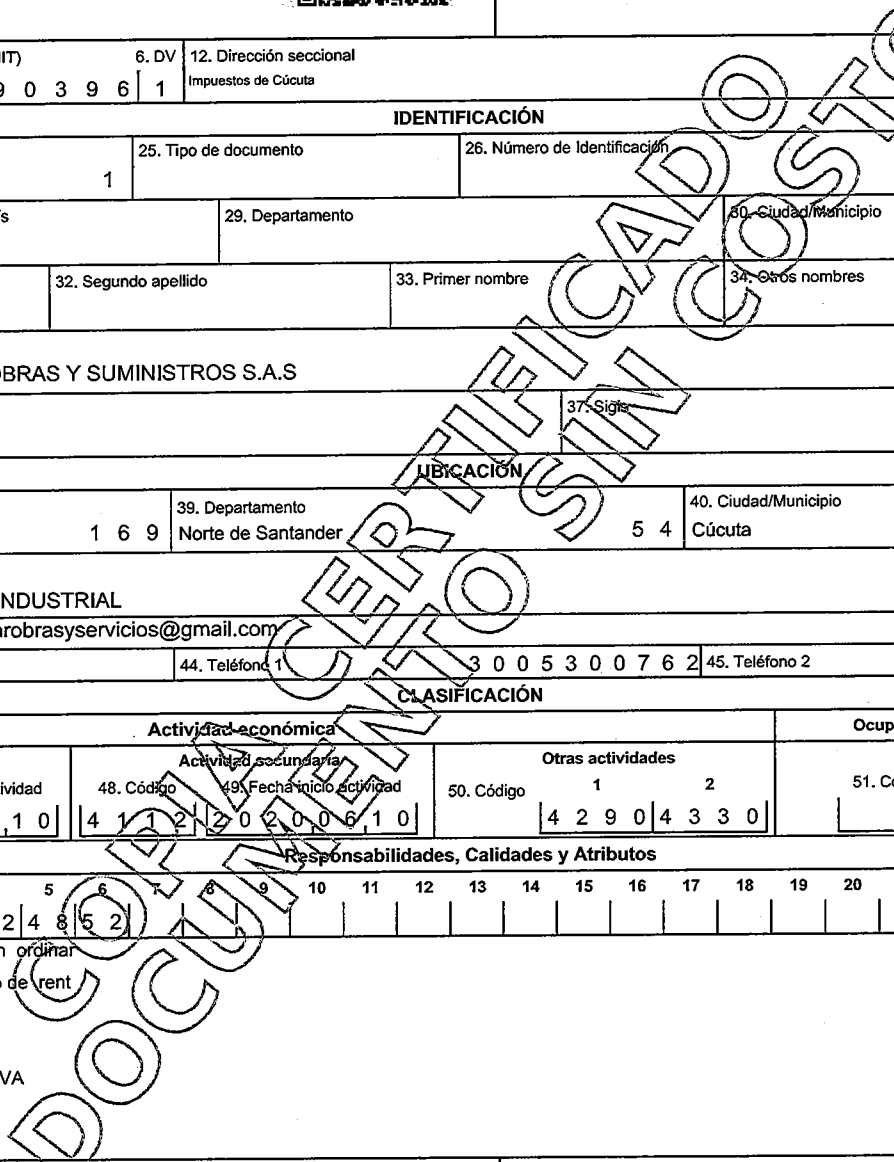 IT) 6. DV 12. Dirección seccional
9 0 3 9 6 1 Impuestos de Cúcuta
IDENTIFICACIÓN
25. Tipo de documento 26. Número de Identificación
1
s 29. Departamento 30. Ciudad/Municipio
32. Segundo apellido 33. Primer nombre 34. Otros nombres
OBRAS Y SUMINISTROS S.A.S
37. Sigla
UBICACIÓN
39. Departamento 40. Ciudad/Municipio
1 6 9 Norte de Santander 5 4 Cúcuta
NDUSTRIAL
arobrasyservicios@gmail.com
44. Teléfono 1 3 0 0 5 3 0 0 7 6 2 45. Teléfono 2
CLASIFICACIÓN
Actividad económica Ocup
Actividad secundaria Otras actividades
ividad 48. Código 49. Fecha inicio actividad 50. Código 1 2 51. Có
1 0 4 1 1 2 2 0 2 0 0 6 1 0 4 2 9 0 4 3 3 0
Responsabilidades, Calidades y Atributos
5 6 7 8 9 10 11 12 13 14 15 16 17 18 19 20
2 4 8 5 2
n ordinar
o de rent
VA
COPIA CERTIFICADO
DOCUMENTO SIN COSTO